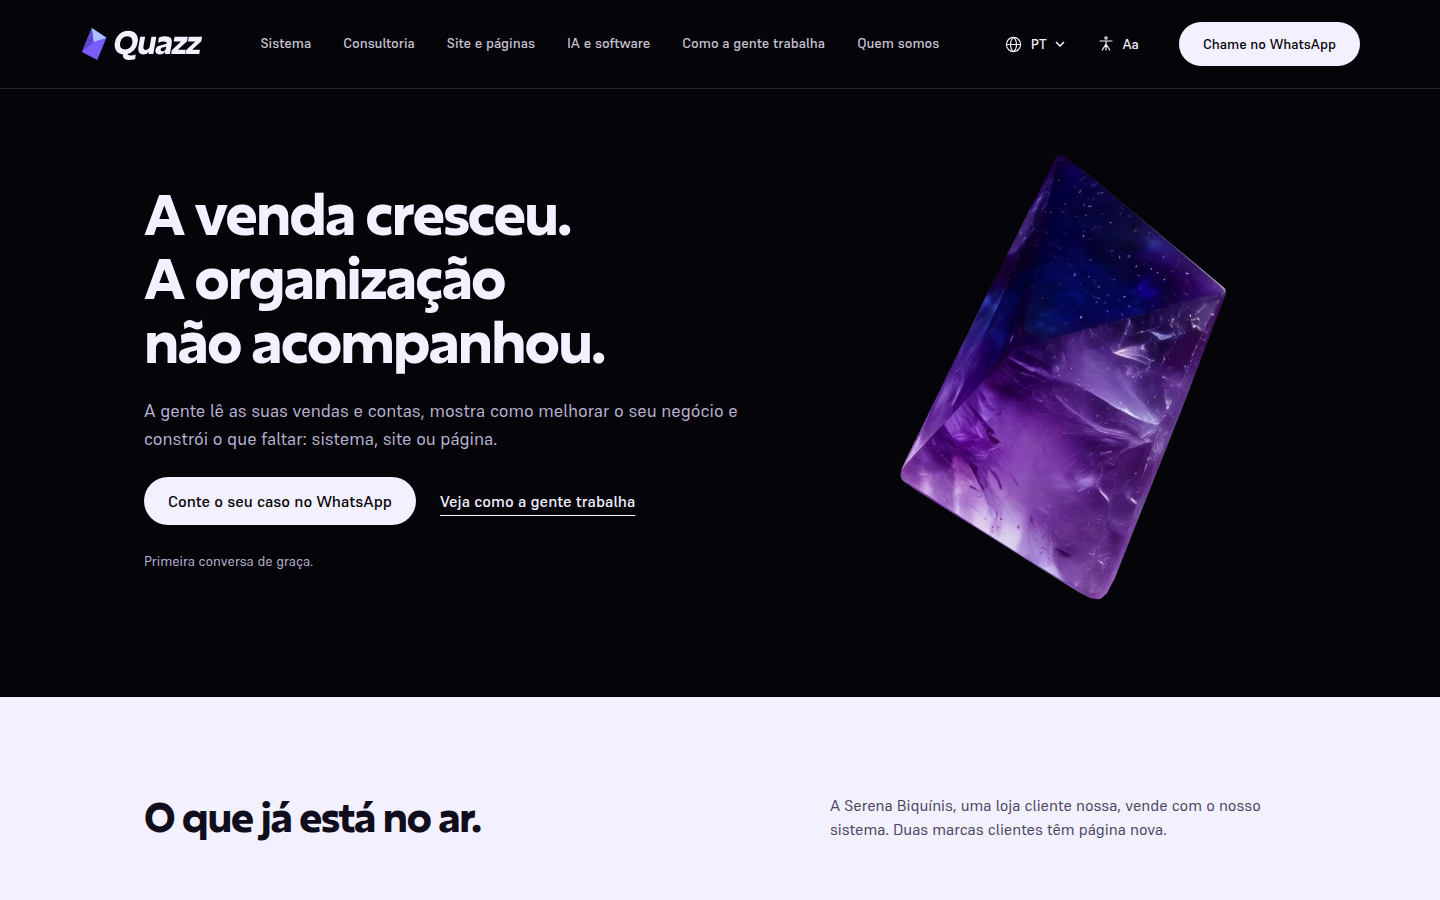 Quazz
Sistema
Consultoria
Site e páginas
IA e software
Como a gente trabalha
Quem somos
PT
Aa
Chame no WhatsApp
A venda cresceu.
A organização
não acompanhou.
A gente lê as suas vendas e contas, mostra como melhorar o seu negócio e
constrói o que faltar: sistema, site ou página.
Conte o seu caso no WhatsApp
Veja como a gente trabalha
Primeira conversa de graça.
O que já está no ar.
A Serena Biquínis, uma loja cliente nossa, vende com o nosso
sistema. Duas marcas clientes têm página nova.